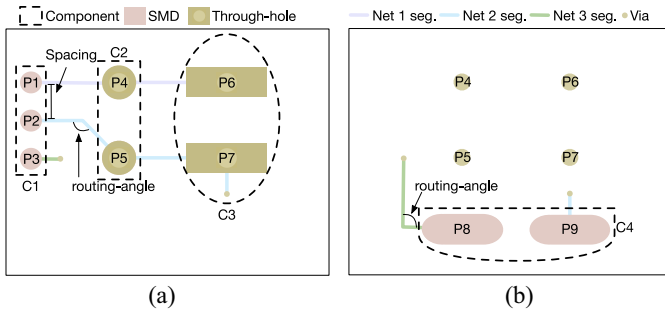 Component SMD Through-hole
Net 1 seg. Net 2 seg. Net 3 seg. Via
Spacing
C2
P1 P4 P6
P2
P3 P5 P7
C1
routing-angle
C3
(a)
P4 P6
P5 P7
routing-angle
P8 P9
C4
(b)